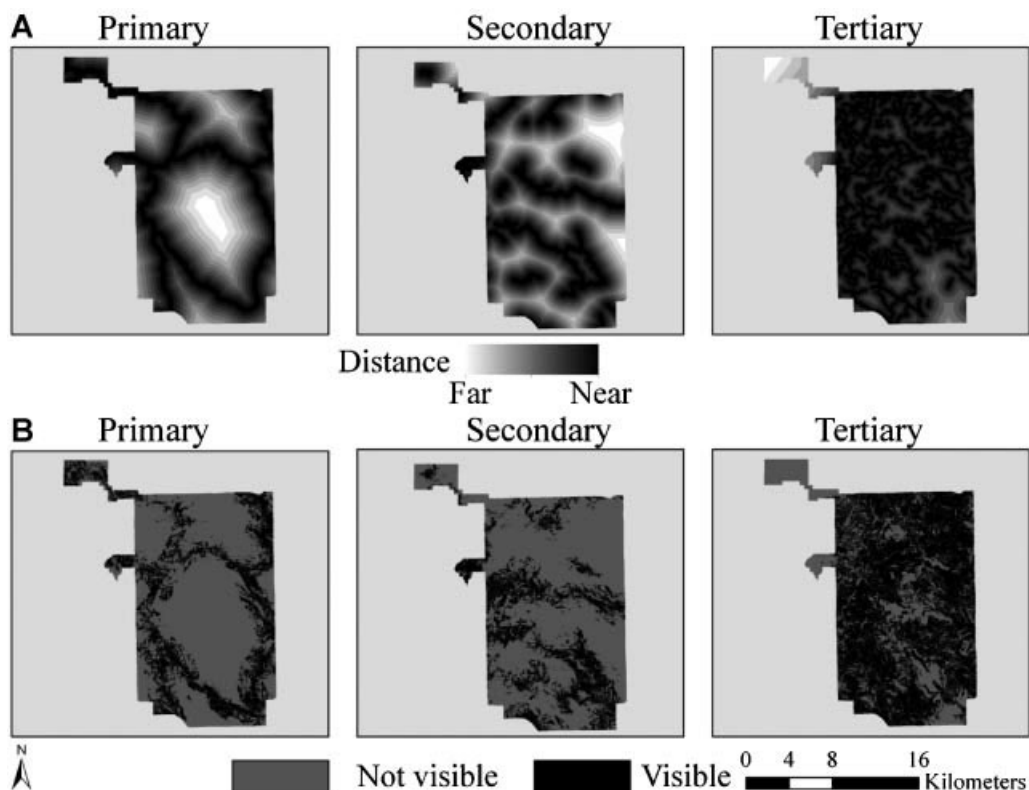 A
Primary
Secondary
Tertiary
Distance
Far
Near
B
Primary
Secondary
Tertiary
N
Not visible
Visible
0 4 8 16
Kilometers